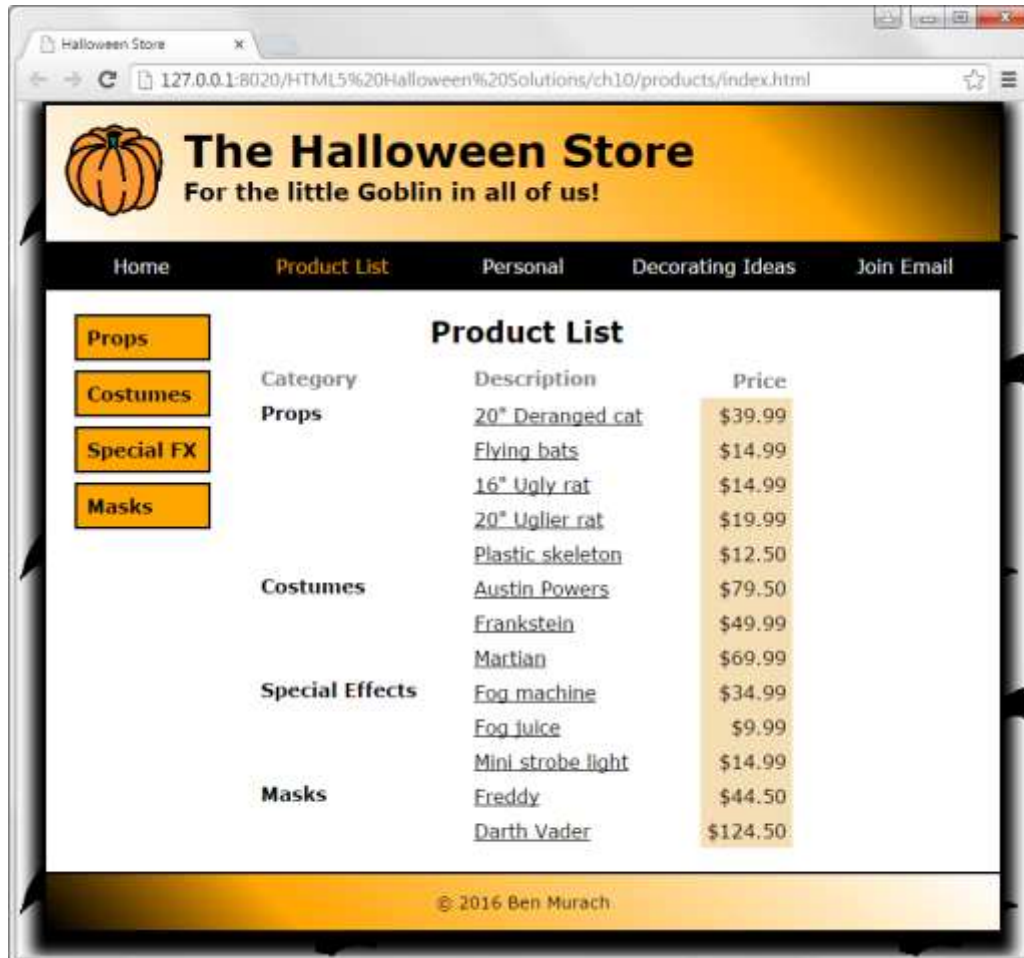 Halloween Store
127.0.0.1:8020/HTML5%20Halloween%20Solutions/ch10/products/index.html
The Halloween Store
For the little Goblin in all of us!
Home Product List Personal Decorating Ideas Join Email
Props
Costumes
Special FX
Masks
Product List
Category Description Price
Props 20" Deranged cat $39.99
Flying bats $14.99
16" Ugly rat $14.99
20" Uglier rat $19.99
Plastic skeleton $12.50
Costumes Austin Powers $79.50
Frankstein $49.99
Martian $69.99
Special Effects Fog machine $34.99
Fog juice $9.99
Mini strobe light $14.99
Masks Freddy $44.50
Darth Vader $124.50
© 2016 Ben Murach